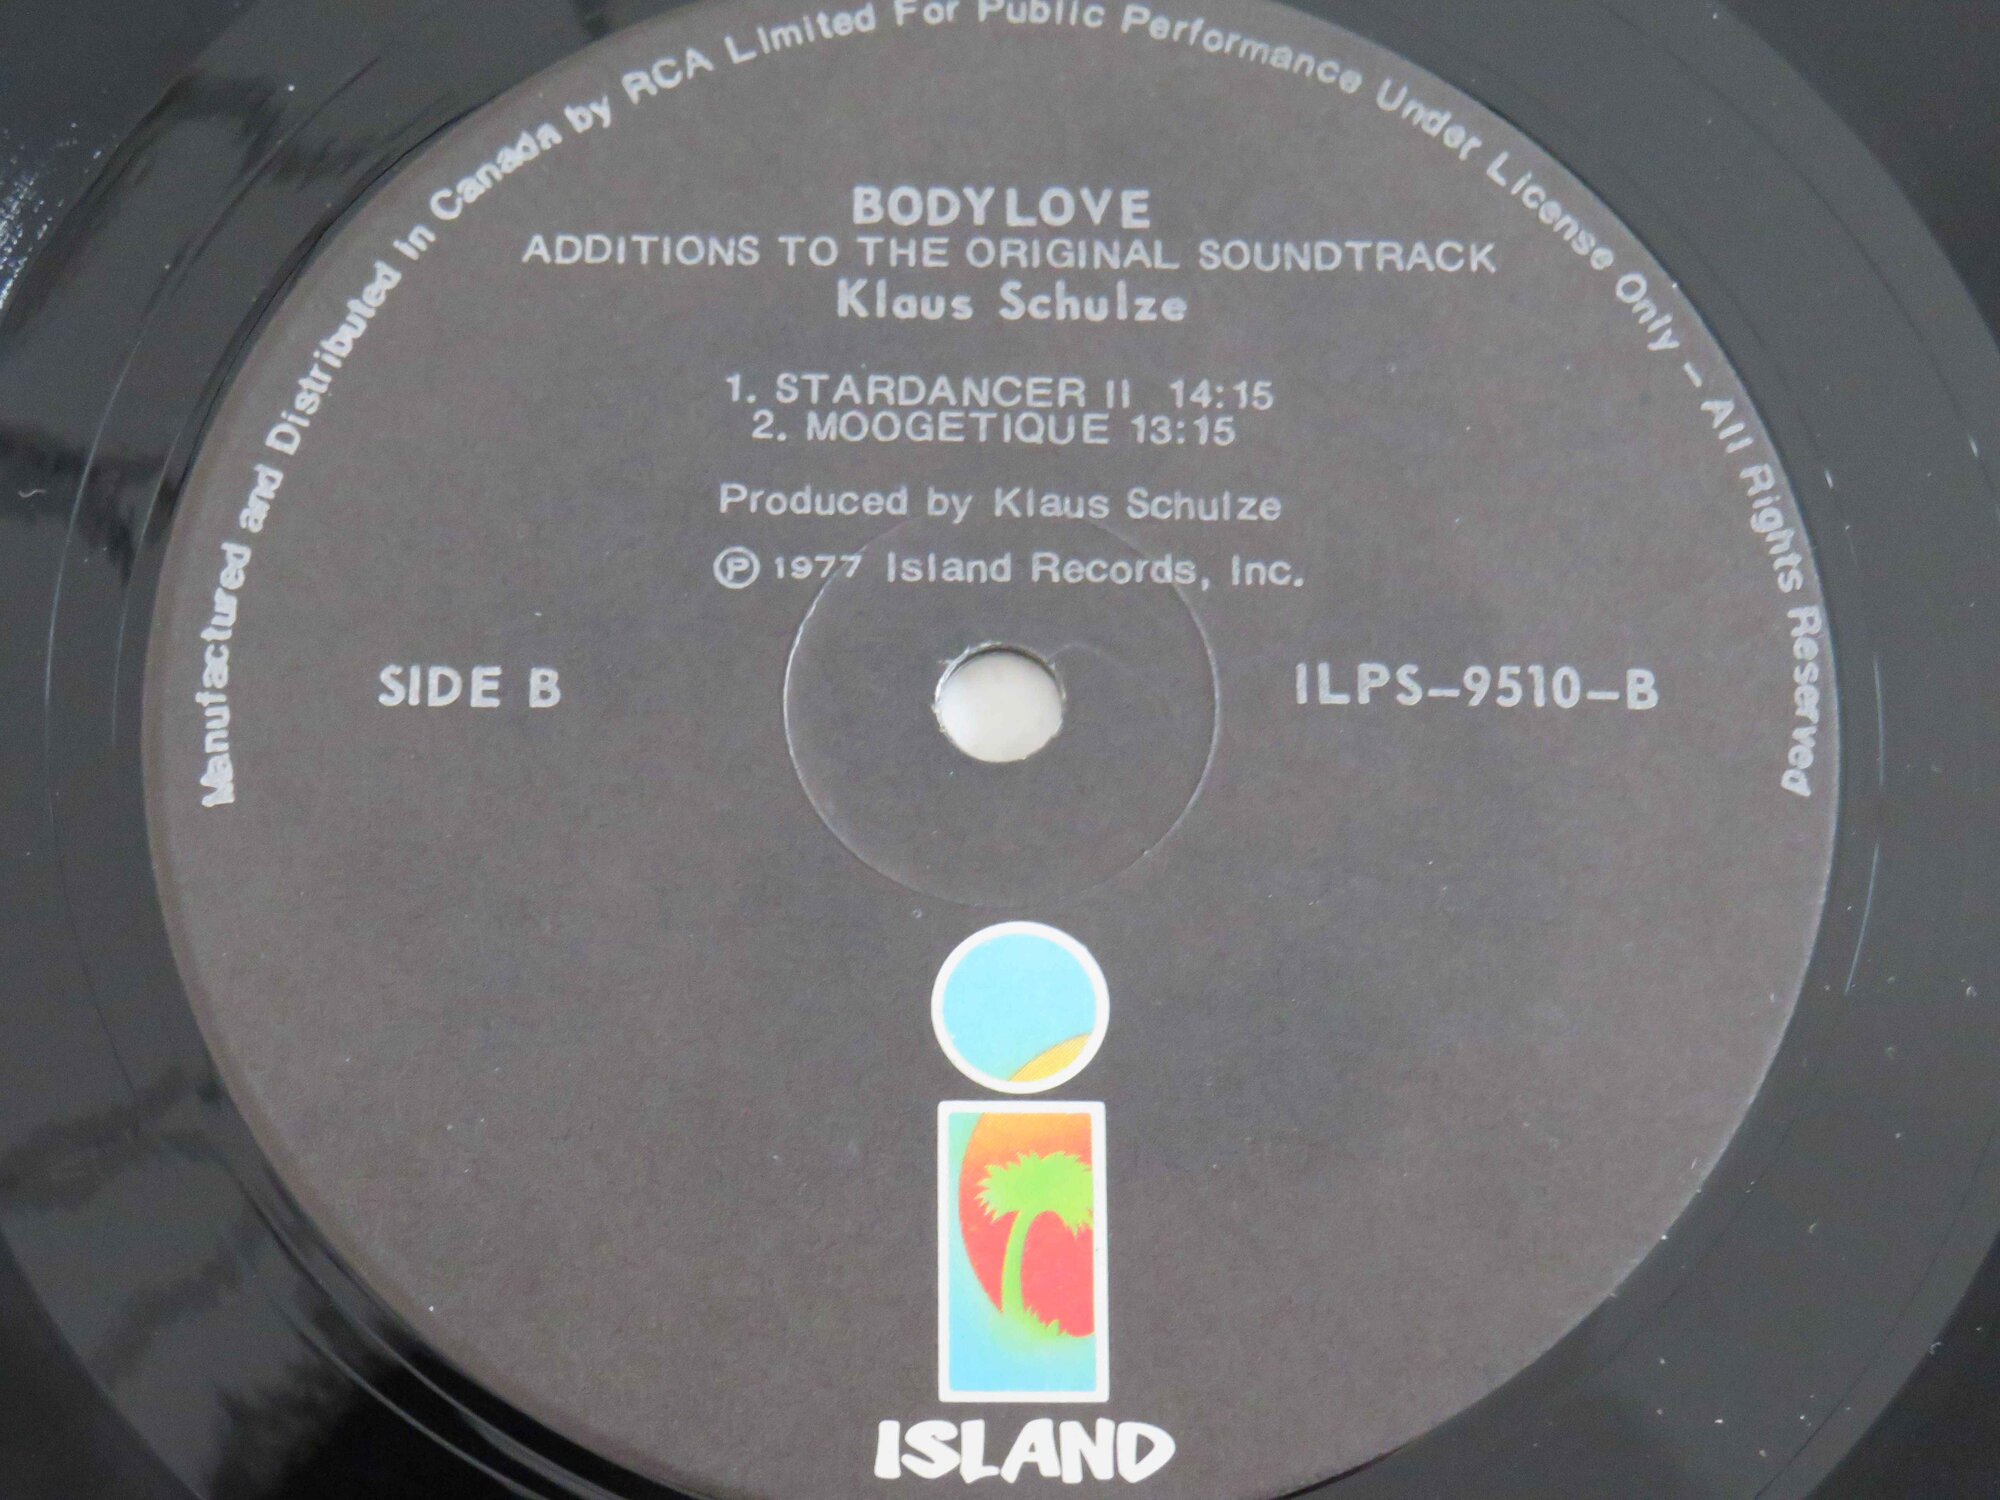 Manufactured and Distributed in Canada by RCA Limited For Public Performance Under License Only – All Rights Reserved
BODY LOVE
ADDITIONS TO THE ORIGINAL SOUNDTRACK
Klaus Schulze
1. STARDANCER II 14:15
2. MOOGETIQUE 13:15
Produced by Klaus Schulze
Ⓟ 1977 Island Records, Inc.
SIDE B
ILPS–9510–B
i
ISLAND